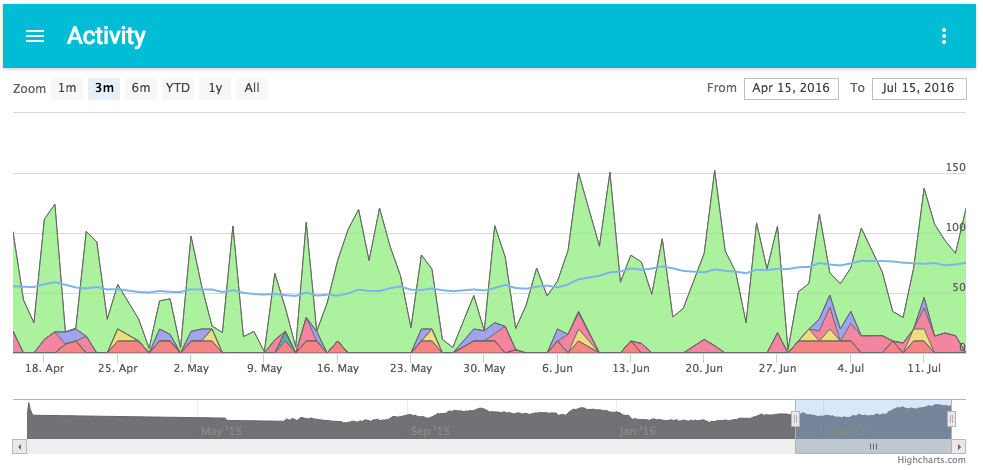 Activity
Zoom 1m 3m 6m YTD 1y All From Apr 15, 2016 To Jul 15, 2016
150
100
50
0
18. Apr 25. Apr 2. May 9. May 16. May 23. May 30. May 6. Jun 13. Jun 20. Jun 27. Jun 4. Jul 11. Jul
May '15 Sep '15 Jan '16 May '16
Highcharts.com